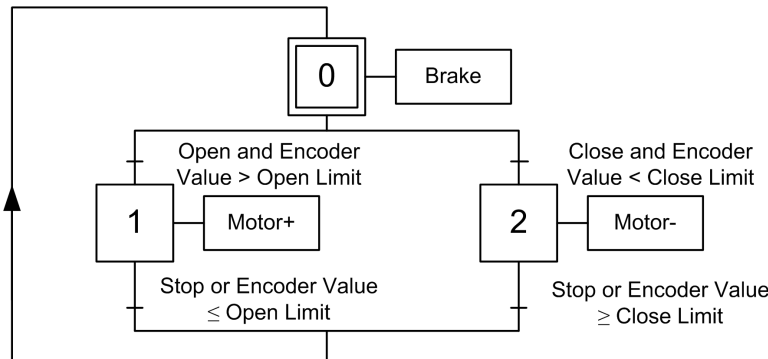 0
Brake
Open and Encoder
Value > Open Limit
Close and Encoder
Value < Close Limit
1
Motor+
2
Motor-
Stop or Encoder Value
≤ Open Limit
Stop or Encoder Value
≥ Close Limit